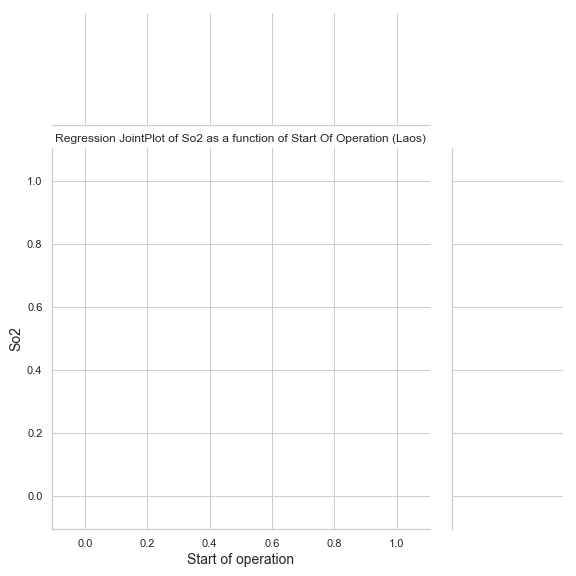 Regression JointPlot of So2 as a function of Start Of Operation (Laos)
1.0
0.8
0.6
0.4
0.2
0.0
So2
0.0 0.2 0.4 0.6 0.8 1.0
Start of operation